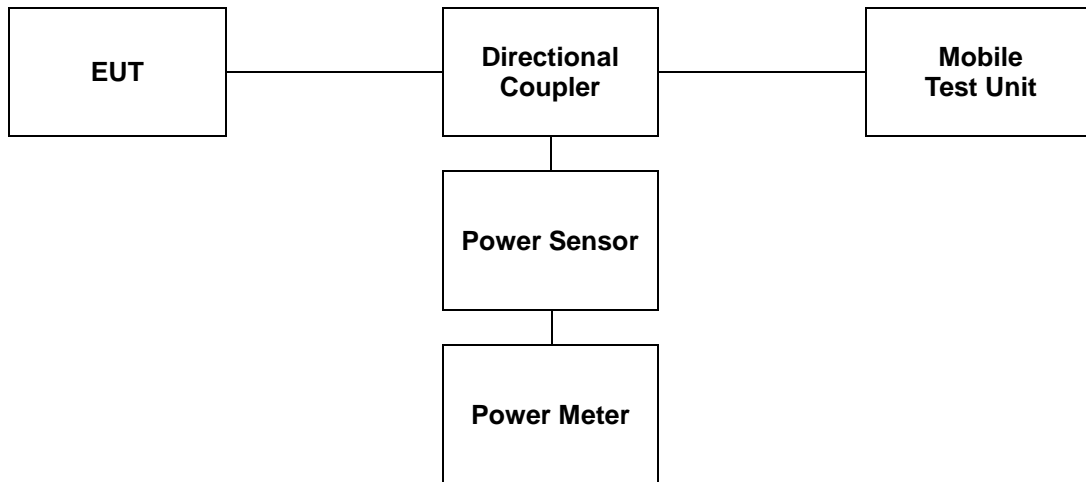 EUT
Directional
Coupler
Mobile
Test Unit
Power Sensor
Power Meter